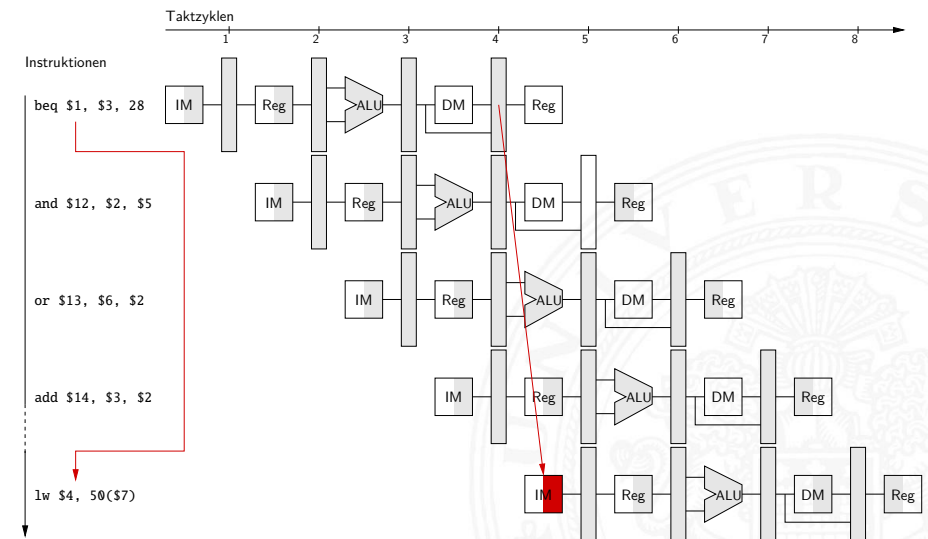 Taktzyklen
1 2 3 4 5 6 7 8
Instruktionen
beq $1, $3, 28
IM Reg ALU DM Reg
and $12, $2, $5
IM Reg ALU DM Reg
or $13, $6, $2
IM Reg ALU DM Reg
add $14, $3, $2
IM Reg ALU DM Reg
lw $4, 50($7)
IM Reg ALU DM Reg